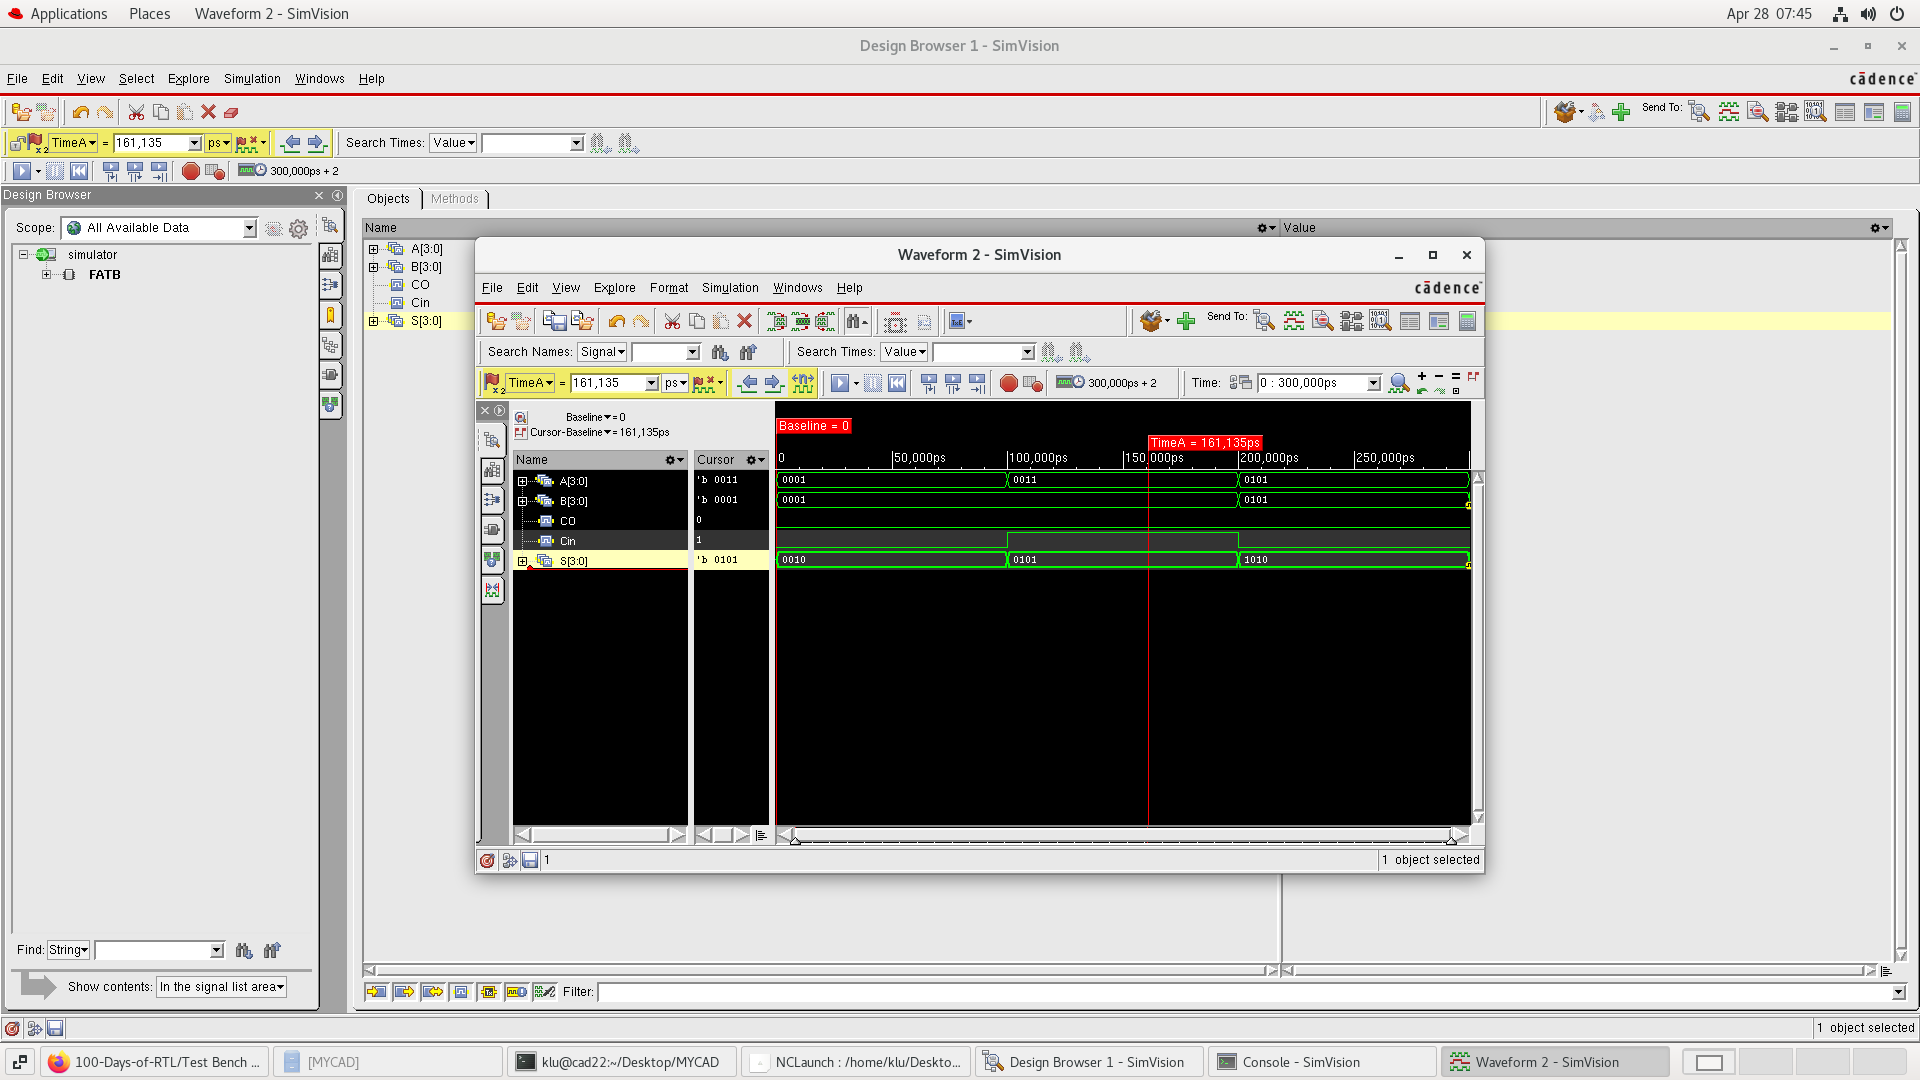 Applications Places Waveform 2 - SimVision Apr 28 07:45
Design Browser 1 - SimVision
File Edit View Select Explore Simulation Windows Help cādence
Send To:
x2 TimeA = 161,135 ps Search Times: Value
300,000ps + 2
Design Browser
Objects Methods
Scope: All Available Data
Name Value
simulator
FATB
A[3:0]
B[3:0]
CO
Cin
S[3:0]
Waveform 2 - SimVision
File Edit View Explore Format Simulation Windows Help cādence
Send To:
Search Names: Signal Search Times: Value
x2 TimeA = 161,135 ps 300,000ps + 2 Time: 0 : 300,000ps
Baseline = 0
Cursor-Baseline = 161,135ps
Baseline = 0
TimeA = 161,135ps
Name Cursor 0 50,000ps 100,000ps 150,000ps 200,000ps 250,000ps
A[3:0] 'b 0011 0001 0011 0101
B[3:0] 'b 0001 0001 0101
CO 0
Cin 1
S[3:0] 'b 0101 0010 0101 1010
1 1 object selected
Find: String
Show contents: In the signal list area
Filter:
1 object selected
100-Days-of-RTL/Test Bench ... [MYCAD] klu@cad22:~/Desktop/MYCAD NCLaunch : /home/klu/Deskto... Design Browser 1 - SimVision Console - SimVision Waveform 2 - SimVision